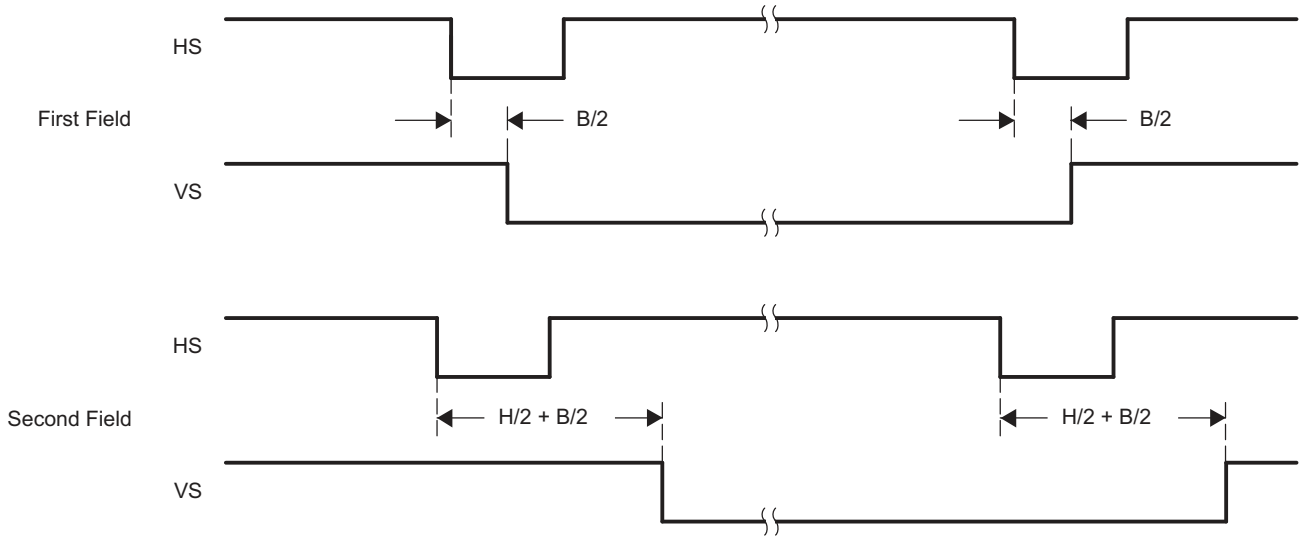 HS
First Field
B/2
B/2
VS
HS
Second Field
H/2 + B/2
H/2 + B/2
VS